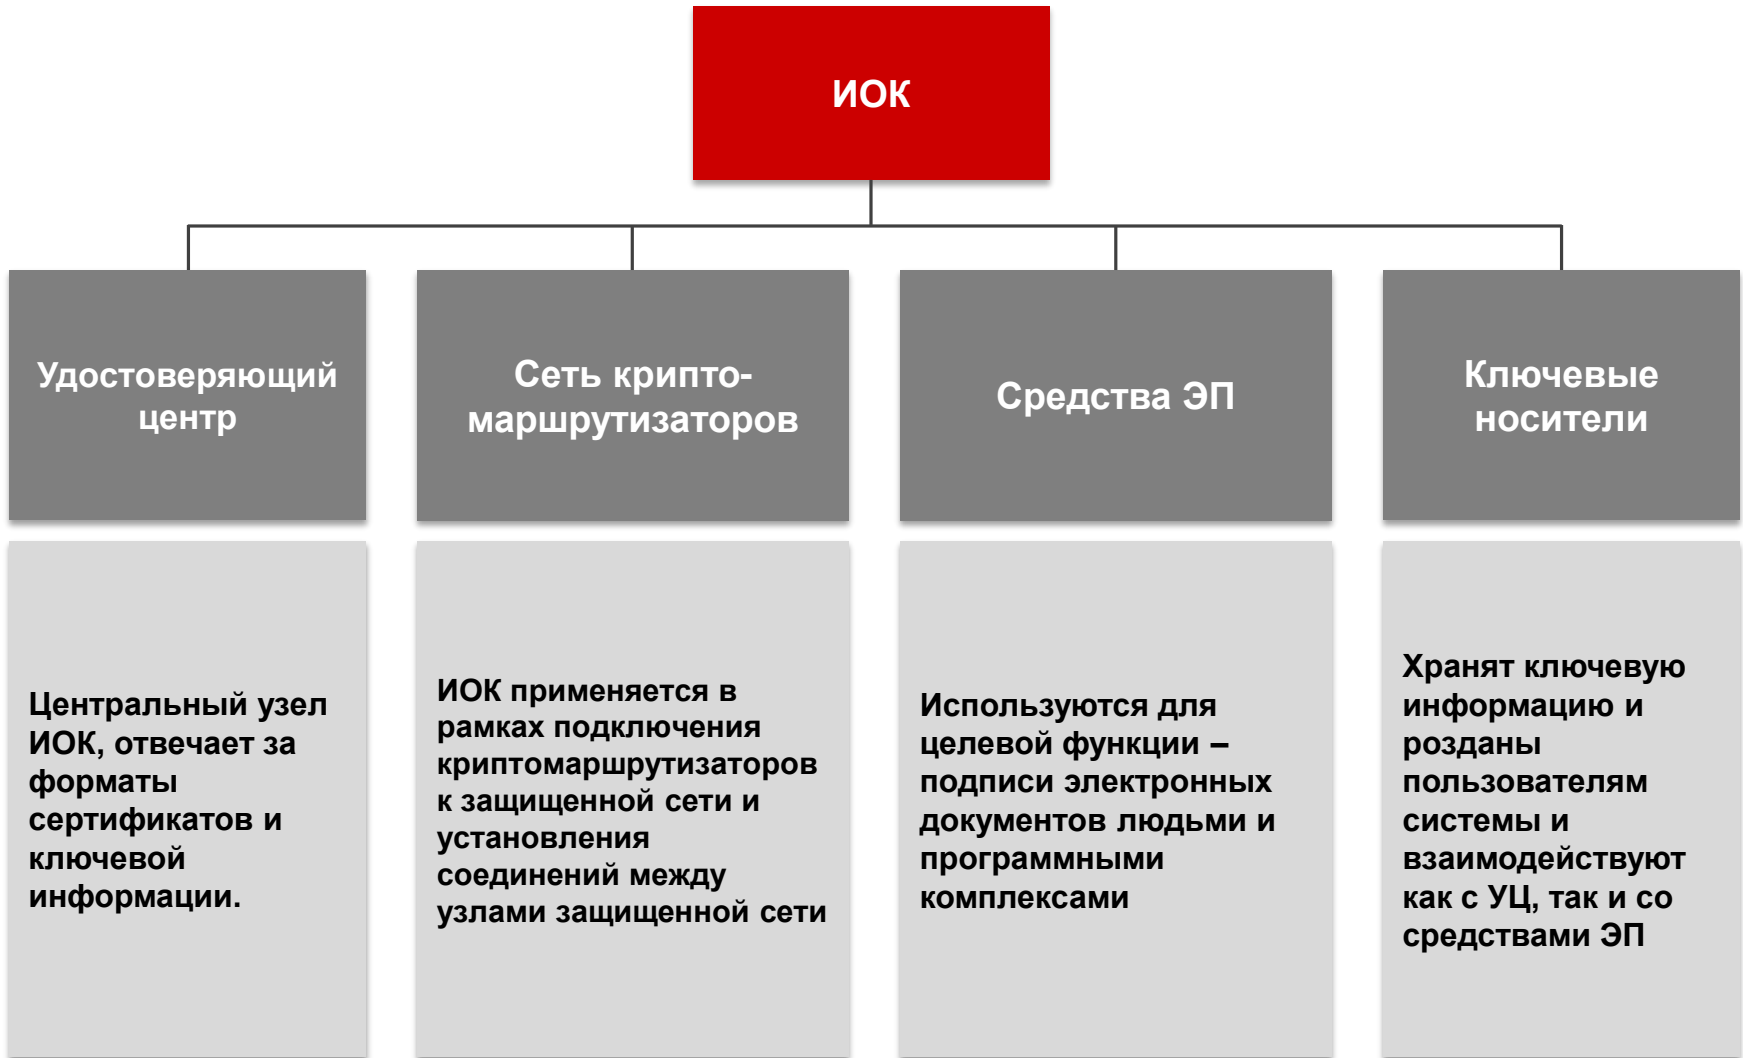 ИОК
Удостоверяющий
центр
Сеть крипто-
маршрутизаторов
Средства ЭП
Ключевые
носители
Центральный узел
ИОК, отвечает за
форматы
сертификатов и
ключевой
информации.
ИОК применяется в
рамках подключения
криптомаршрутизаторов
к защищенной сети и
установления
соединений между
узлами защищенной сети
Используются для
целевой функции –
подписи электронных
документов людьми и
программными
комплексами
Хранят ключевую
информацию и
розданы
пользователям
системы и
взаимодействуют
как с УЦ, так и со
средствами ЭП